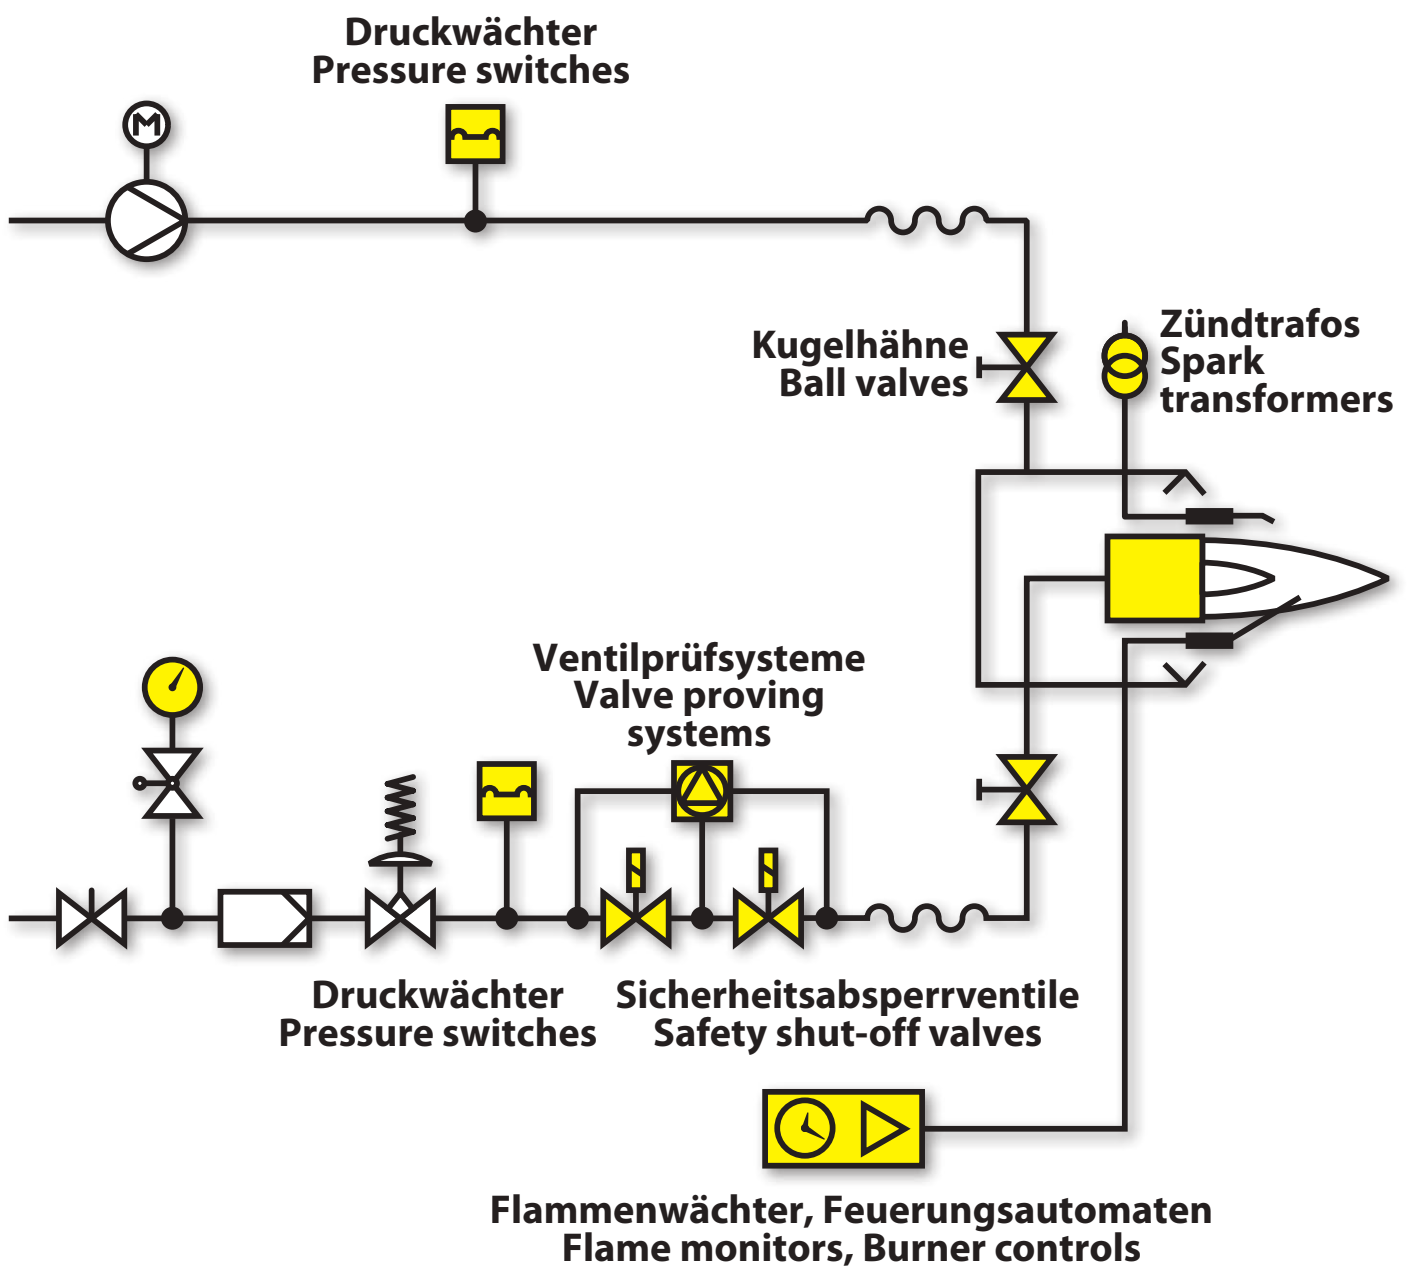 Druckwächter
Pressure switches
M
Kugelhähne
Ball valves
Zündtrafos
Spark
transformers
Ventilprüfsysteme
Valve proving
systems
Druckwächter
Pressure switches
Sicherheitsabsperrventile
Safety shut-off valves
Flammenwächter, Feuerungsautomaten
Flame monitors, Burner controls